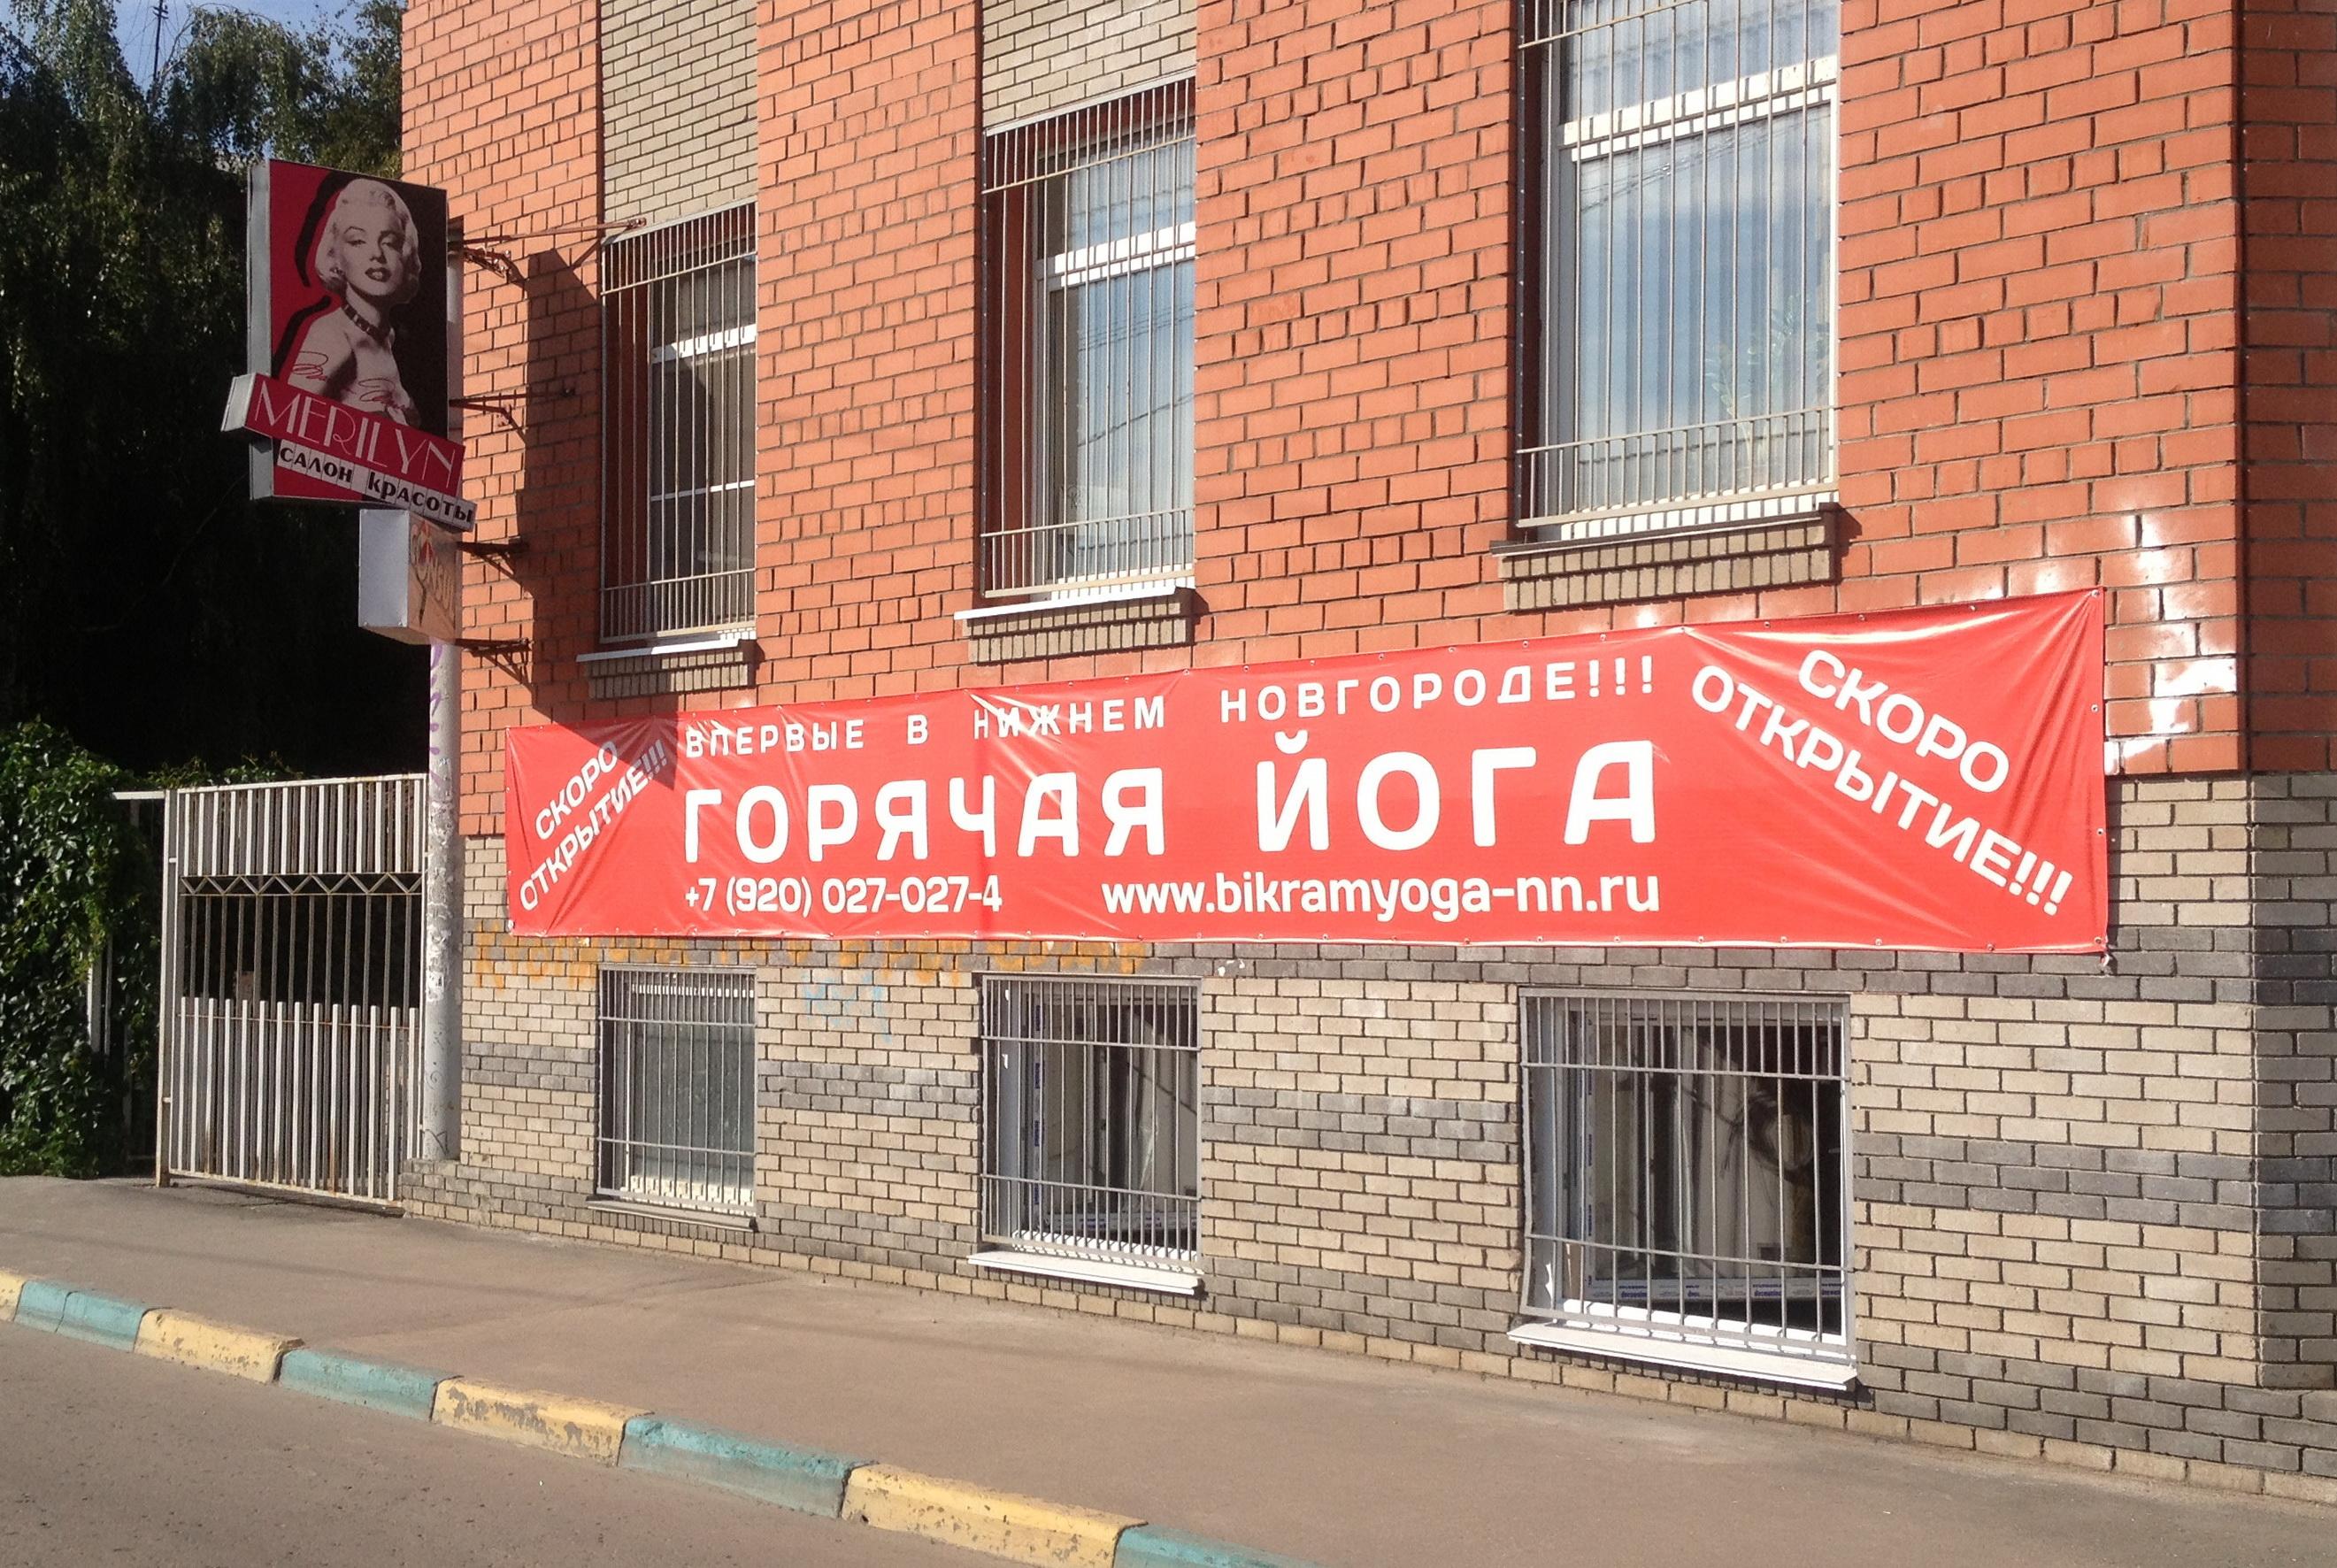 MERILYN
салон красоты
СКОРО
ОТКРЫТИЕ!!!
ВПЕРВЫЕ В НИЖНЕМ НОВГОРОДЕ!!!
ГОРЯЧАЯ ЙОГА
+7 (920) 027-027-4 www.bikramyoga-nn.ru
СКОРО
ОТКРЫТИЕ!!!